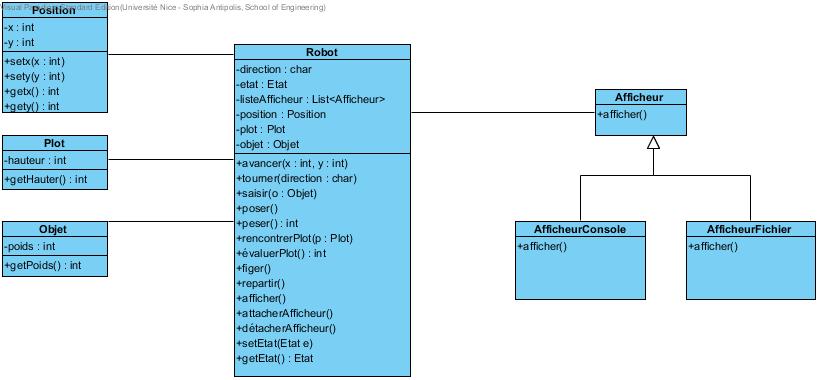 Visual Paradigm Standard Edition(Université Nice - Sophia Antipolis, School of Engineering)
Position
-x : int
-y : int
+setx(x : int)
+sety(y : int)
+getx() : int
+gety() : int
Plot
-hauteur : int
+getHauter() : int
Objet
-poids : int
+getPoids() : int
Robot
-direction : char
-etat : Etat
-listeAfficheur : List<Afficheur>
-position : Position
-plot : Plot
-objet : Objet
+avancer(x : int, y : int)
+tourner(direction : char)
+saisir(o : Objet)
+poser()
+peser() : int
+rencontrerPlot(p : Plot)
+évaluerPlot() : int
+figer()
+repartir()
+afficher()
+attacherAfficheur()
+détacherAfficheur()
+setEtat(Etat e)
+getEtat() : Etat
Afficheur
+afficher()
AfficheurConsole
+afficher()
AfficheurFichier
+afficher()